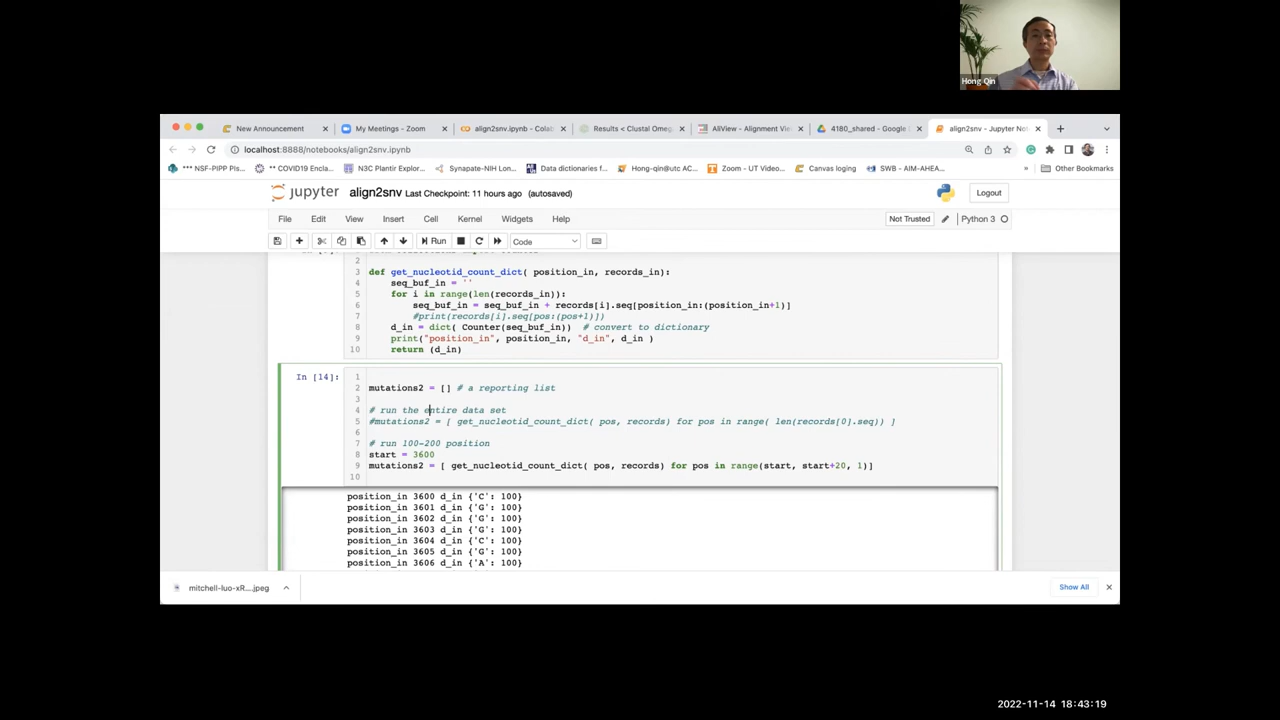 Hong Qin
New Announcement
My Meetings - Zoom
align2snv.ipynb - Colab
Results < Clustal Omeg
AliView - Alignment Vie
4180_shared - Google
align2snv - Jupyter Not
localhost:8888/notebooks/align2snv.ipynb
*** NSF-PIPP Pls...
** COVID19 Encla...
N3C Plantir Explor...
Synapate-NIH Lon...
Data dictionaries f...
Hong-qin@utc AC...
Zoom -- UT Video...
Canvas loging
SWB - AIM-AHEA...
»
Other Bookmarks
jupyter align2snv Last Checkpoint: 11 hours ago (autosaved)
Logout
File Edit View Insert Cell Kernel Widgets Help
Not Trusted
Python 3
Run
Code
2
3 def get_nucleotid_count_dict( position_in, records_in):
4 seq_buf_in = ''
5 for i in range(len(records_in)):
6 seq_buf_in = seq_buf_in + records[i].seq[position_in:(position_in+1)]
7 #print(records[i].seq[pos:(pos+1)])
8 d_in = dict( Counter(seq_buf_in)) # convert to dictionary
9 print("position_in", position_in, "d_in", d_in )
10 return (d_in)
In [14]:
1
2 mutations2 = [] # a reporting list
3
4 # run the entire data set
5 #mutations2 = [ get_nucleotid_count_dict( pos, records) for pos in range( len(records[0].seq)) ]
6
7 # run 100-200 position
8 start = 3600
9 mutations2 = [ get_nucleotid_count_dict( pos, records) for pos in range(start, start+20, 1)]
10
position_in 3600 d_in {'C': 100}
position_in 3601 d_in {'G': 100}
position_in 3602 d_in {'G': 100}
position_in 3603 d_in {'G': 100}
position_in 3604 d_in {'C': 100}
position_in 3605 d_in {'G': 100}
position_in 3606 d_in {'A': 100}
mitchell-luo-xR....jpeg
Show All
2022-11-14 18:43:19